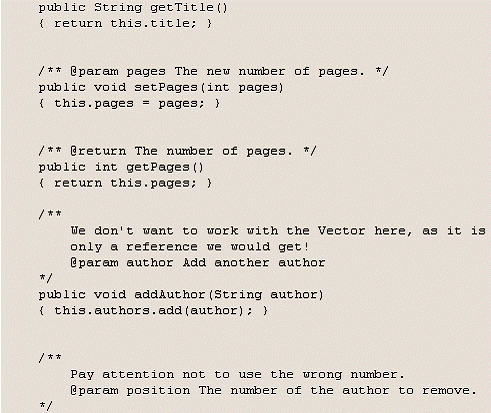 public String getTitle()
{ return this.title; }
/** @param pages The new number of pages. */
public void setPages(int pages)
{ this.pages = pages; }
/** @return The number of pages. */
public int getPages()
{ return this.pages; }
/**
We don't want to work with the Vector here, as it is
only a reference we would get!
@param author Add another author
*/
public void addAuthor(String author)
{ this.authors.add(author); }
/**
Pay attention not to use the wrong number.
@param position The number of the author to remove.
*/